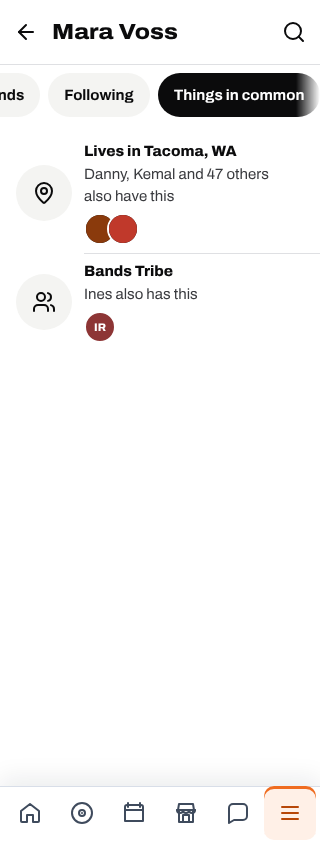 Mara Voss
nds
Following
Things in common
Lives in Tacoma, WA
Danny, Kemal and 47 others
also have this
Bands Tribe
Ines also has this
IR